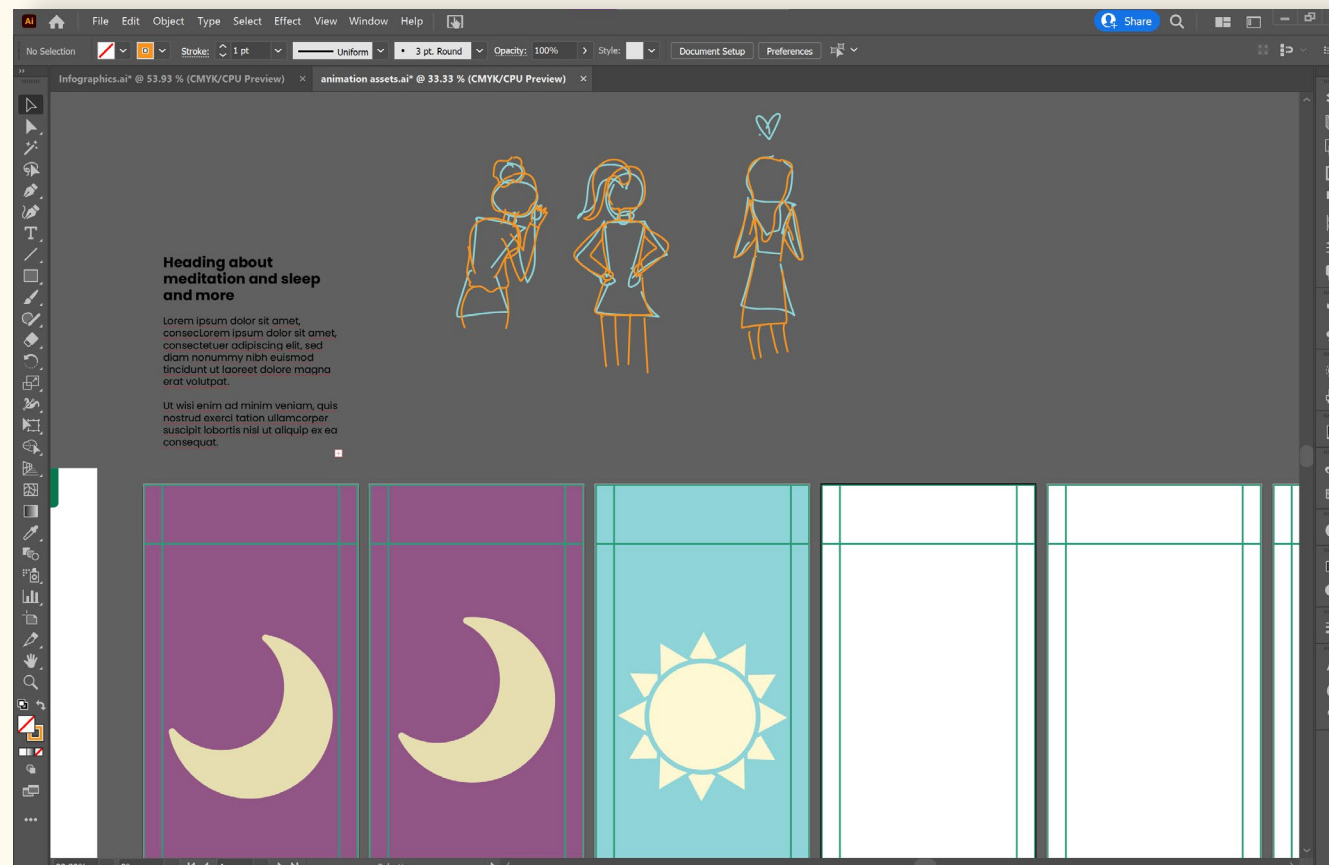 Ai File Edit Object Type Select Effect View Window Help Share
No Selection Stroke: 1 pt Uniform • 3 pt. Round Opacity: 100% Style: Document Setup Preferences
Infographics.ai* @ 53.93 % (CMYK/CPU Preview) × animation assets.ai* @ 33.33 % (CMYK/CPU Preview) ×
Heading about
meditation and sleep
and more
Lorem ipsum dolor sit amet,
consecLorem ipsum dolor sit amet,
consectetuer adipiscing elit, sed
diam nonummy nibh euismod
tincidunt ut laoreet dolore magna
erat volutpat.
Ut wisi enim ad minim veniam, quis
nostrud exerci tation ullamcorper
suscipit lobortis nisl ut aliquip ex ea
consequat.